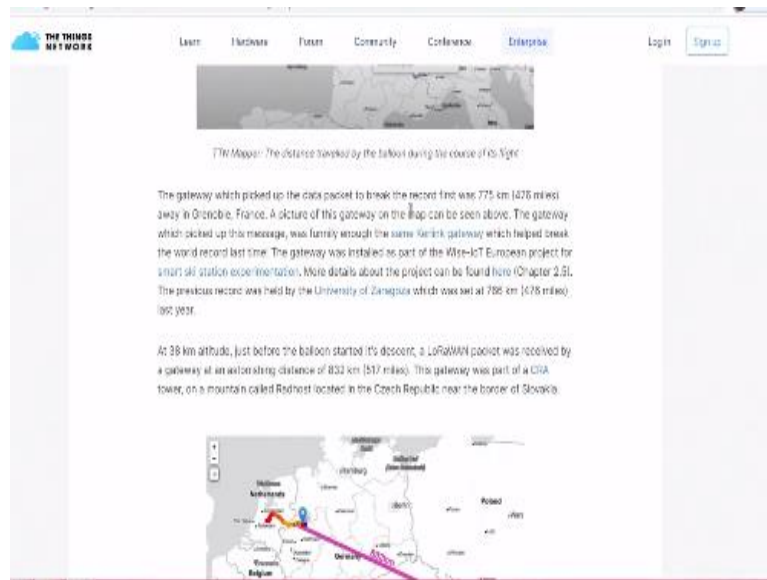 THE THINGS
NETWORK
Learn
Hardware
Forum
Community
Conference
Enterprise
Log in
Sign up
TTN Mapper: The distance traveled by the balloon during the course of its flight
The gateway which picked up the data packet to break the record first was 775 km (476 miles)
away in Grenoble, France. A picture of this gateway on the map can be seen above. The gateway
which picked up this message, was funnily enough the same Kerlink gateway which helped break
the world record last time! The gateway was installed as part of the Wise-IoT European project for
smart ski station experimentation. More details about the project can be found here (Chapter 2.5).
The previous record was held by the University of Zaragoza which was set at 766 km (476 miles)
last year.
At 38 km altitude, just before the balloon started it's descent, a LoRaWAN packet was received by
a gateway at an astonishing distance of 832 km (517 miles). This gateway was part of a CRA
tower, on a mountain called Radhost located in the Czech Republic near the border of Slovakia.
Netherlands
Hamburg
Berlin
Poland
Germany
832km
Belgium